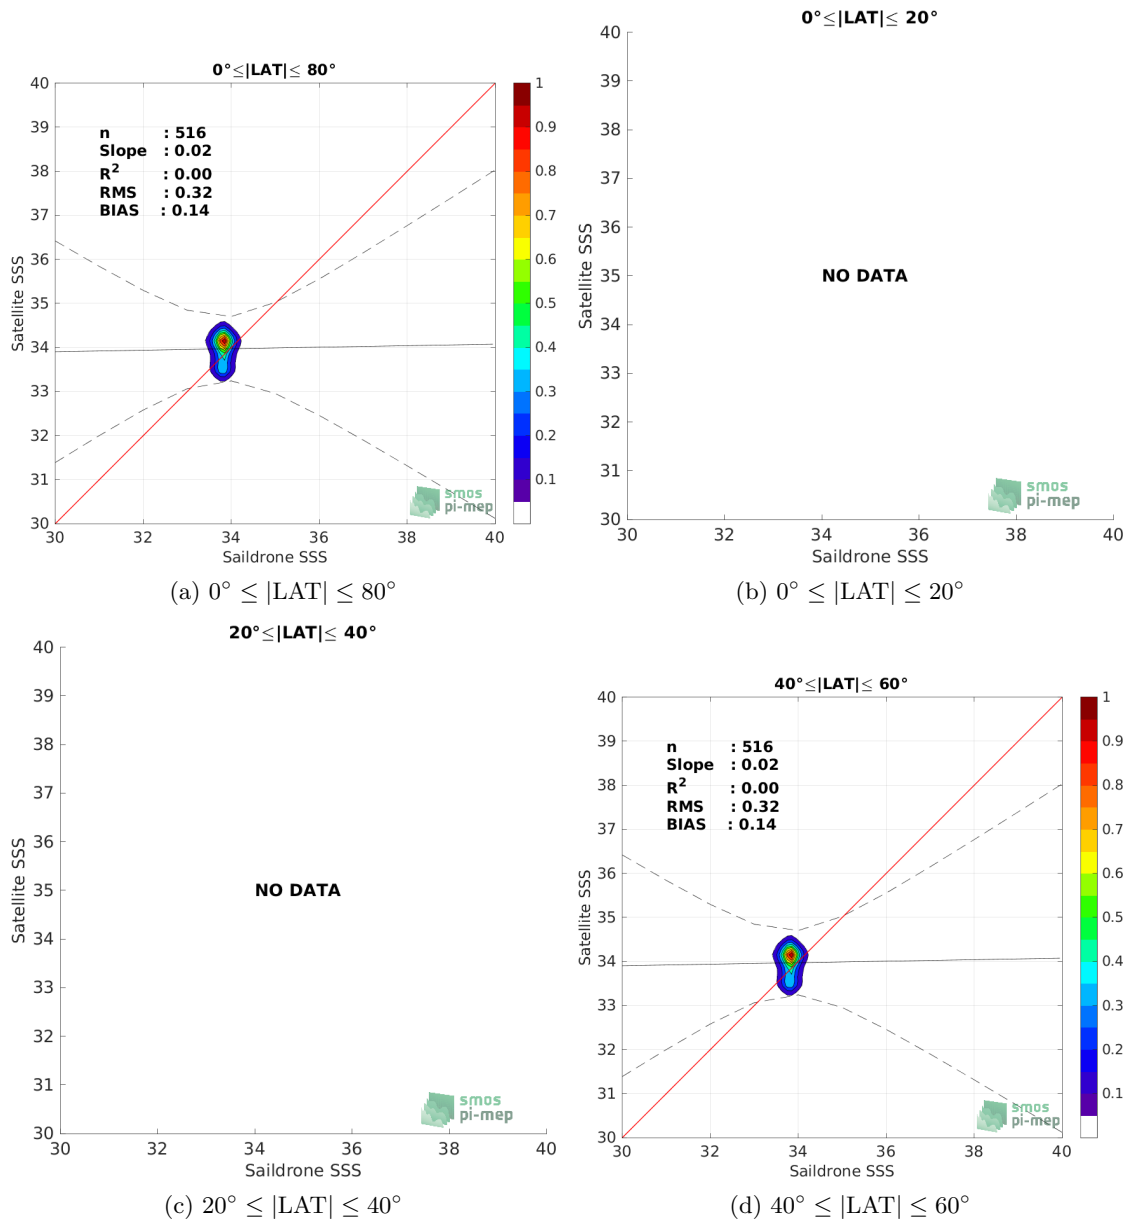 0°≤|LAT|≤ 80°
40
39
38
37
36
35
34
33
32
31
30
Satellite SSS
n : 516
Slope : 0.02
R2 : 0.00
RMS : 0.32
BIAS : 0.14
smos
pi-mep
30 32 34 36 38 40
Saildrone SSS
1
0.9
0.8
0.7
0.6
0.5
0.4
0.3
0.2
0.1
(a) 0° ≤ |LAT| ≤ 80°
0°≤|LAT|≤ 20°
40
39
38
37
36
35
34
33
32
31
30
Satellite SSS
NO DATA
smos
pi-mep
30 32 34 36 38 40
Saildrone SSS
(b) 0° ≤ |LAT| ≤ 20°
20°≤|LAT|≤ 40°
40
39
38
37
36
35
34
33
32
31
30
Satellite SSS
NO DATA
smos
pi-mep
30 32 34 36 38 40
Saildrone SSS
(c) 20° ≤ |LAT| ≤ 40°
40°≤|LAT|≤ 60°
40
39
38
37
36
35
34
33
32
31
30
Satellite SSS
n : 516
Slope : 0.02
R2 : 0.00
RMS : 0.32
BIAS : 0.14
smos
pi-mep
30 32 34 36 38 40
Saildrone SSS
1
0.9
0.8
0.7
0.6
0.5
0.4
0.3
0.2
0.1
(d) 40° ≤ |LAT| ≤ 60°